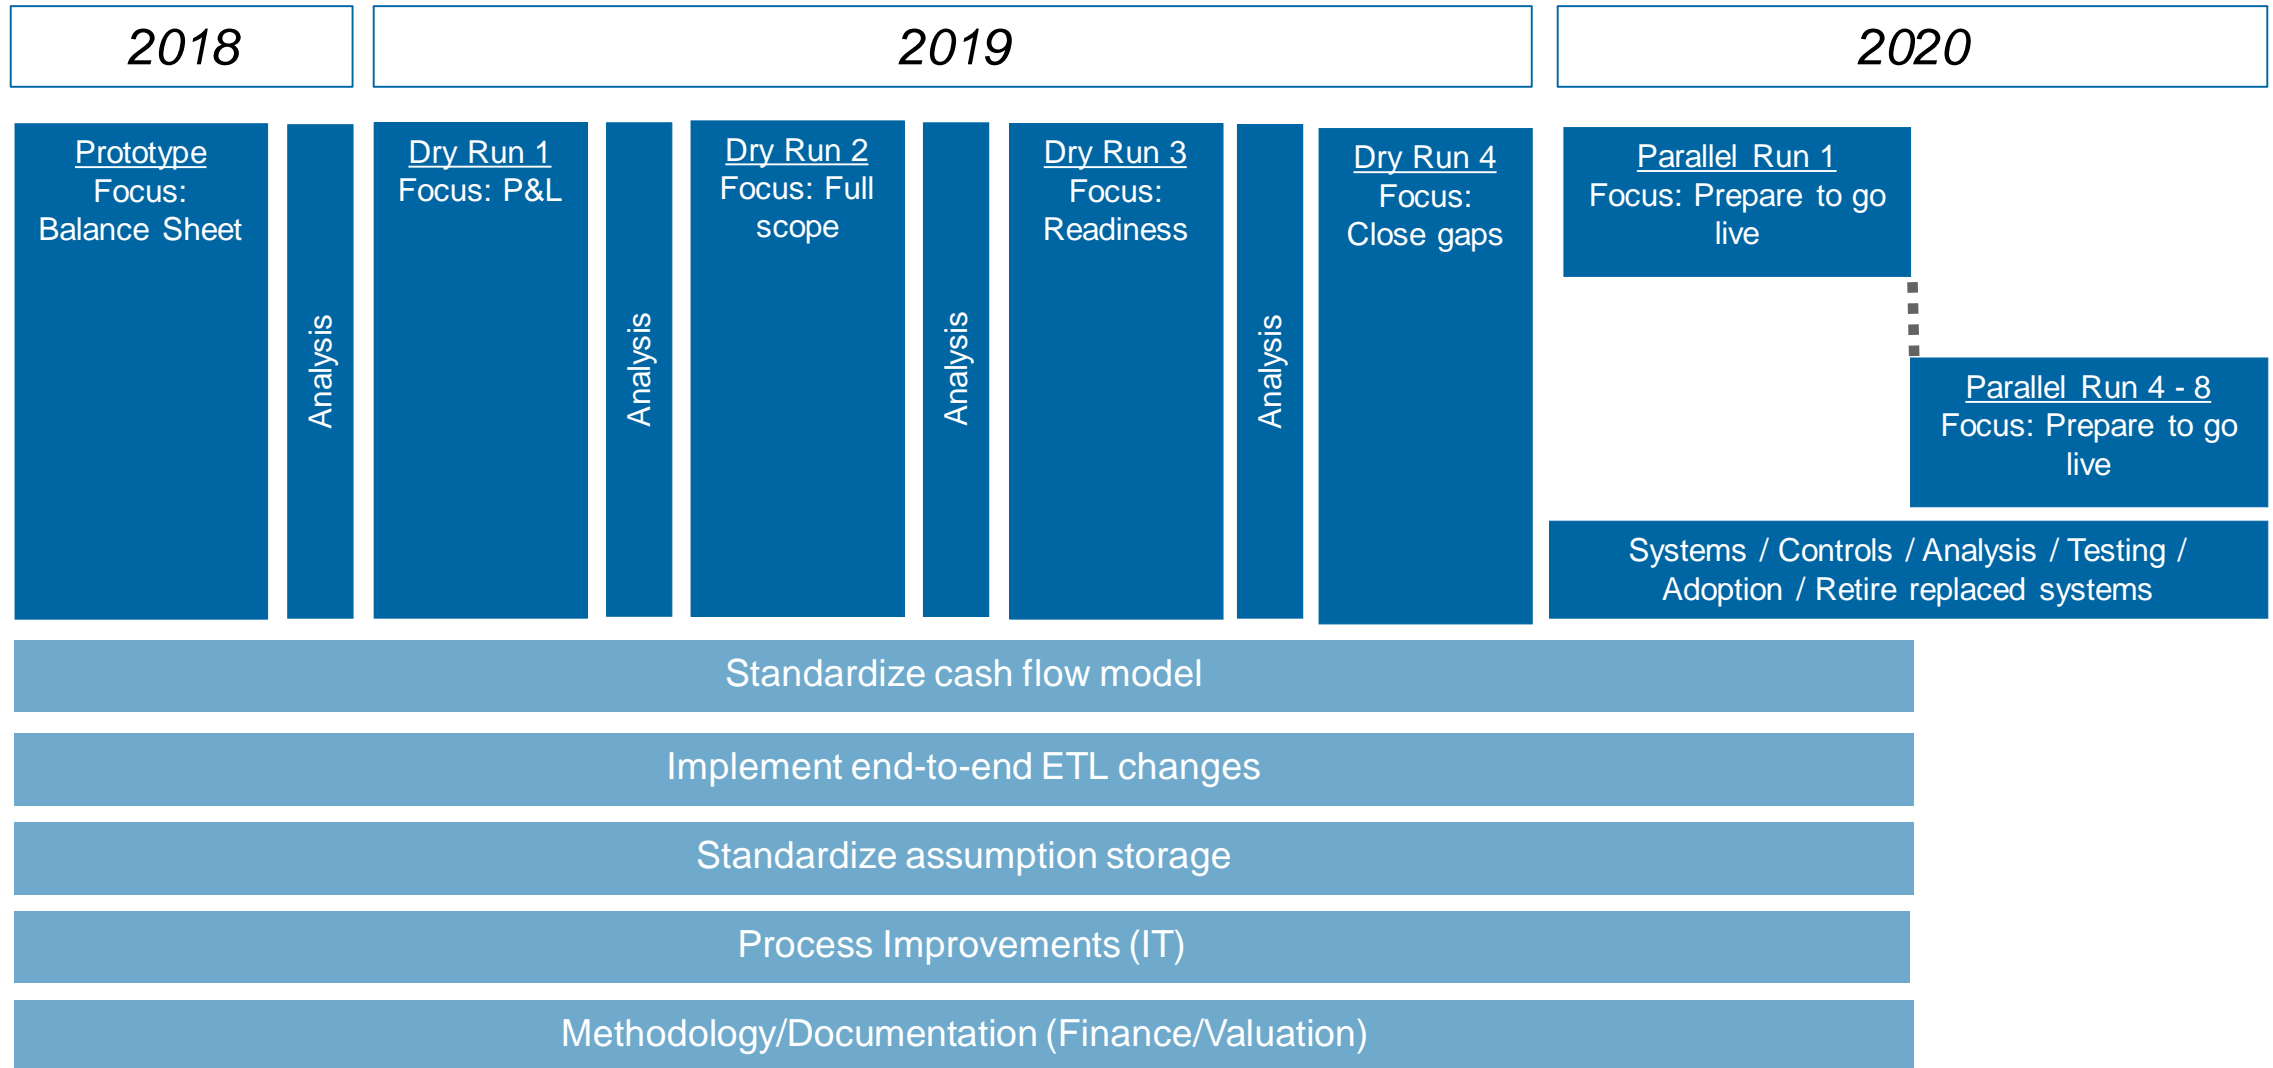 2018
2019
2020
Prototype
Focus:
Balance Sheet
Analysis
Dry Run 1
Focus: P&L
Analysis
Dry Run 2
Focus: Full
scope
Analysis
Dry Run 3
Focus:
Readiness
Analysis
Dry Run 4
Focus:
Close gaps
Parallel Run 1
Focus: Prepare to go
live
Parallel Run 4 - 8
Focus: Prepare to go
live
Systems / Controls / Analysis / Testing /
Adoption / Retire replaced systems
Standardize cash flow model
Implement end-to-end ETL changes
Standardize assumption storage
Process Improvements (IT)
Methodology/Documentation (Finance/Valuation)